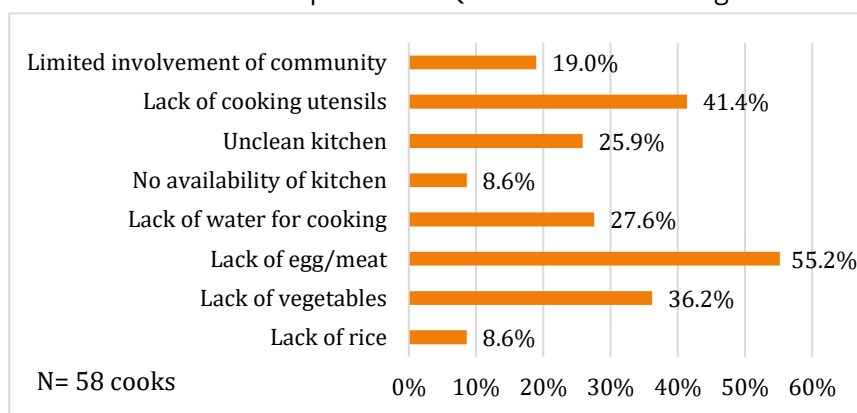 Limited involvement of community 19.0%
Lack of cooking utensils 41.4%
Unclean kitchen 25.9%
No availability of kitchen 8.6%
Lack of water for cooking 27.6%
Lack of egg/meat 55.2%
Lack of vegetables 36.2%
Lack of rice 8.6%
N= 58 cooks
0% 10% 20% 30% 40% 50% 60%